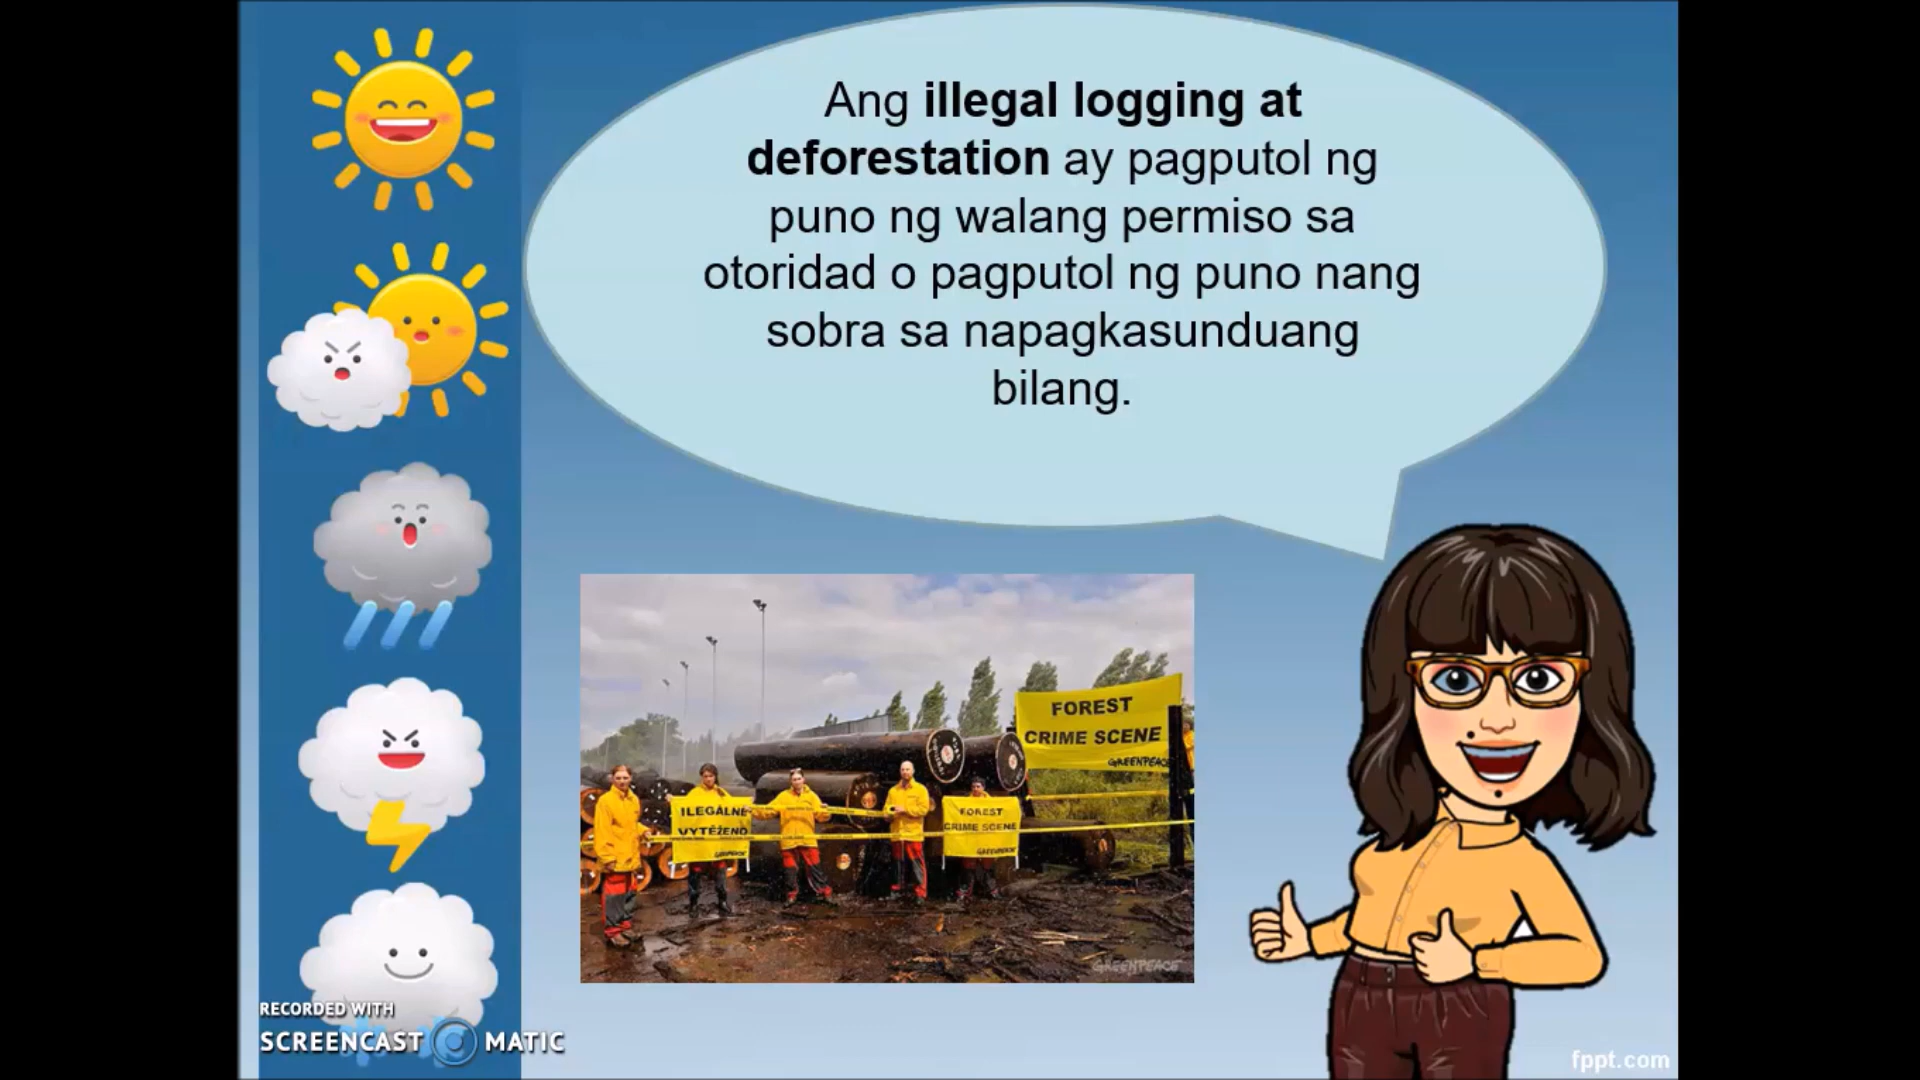 Ang illegal logging at
deforestation ay pagputol ng
puno ng walang permiso sa
otoridad o pagputol ng puno nang
sobra sa napagkasunduang
bilang.
FOREST
CRIME SCENE
GREENPEACE
ILEGÁLNĚ
VYTĚŽENO
GREENPEACE
FOREST
CRIME SCENE
GREENPEACE
GREENPEACE
RECORDED WITH
SCREENCAST MATIC
fppt.com